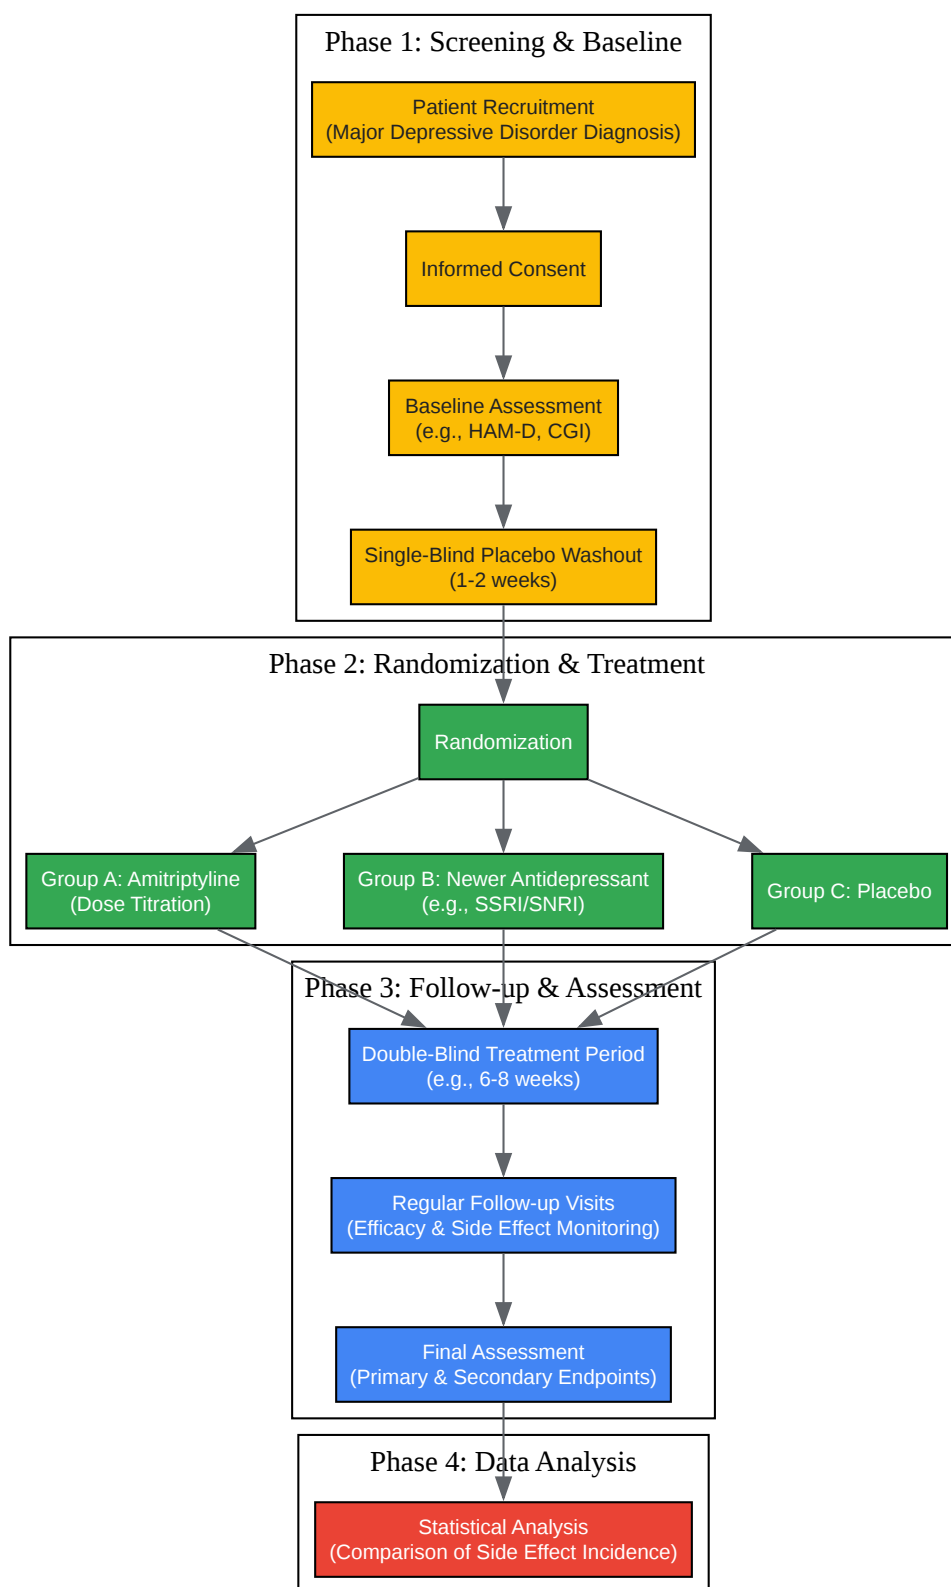 Phase 1: Screening & Baseline
Patient Recruitment
(Major Depressive Disorder Diagnosis)
Informed Consent
Baseline Assessment
(e.g., HAM-D, CGI)
Single-Blind Placebo Washout
(1-2 weeks)
Phase 2: Randomization & Treatment
Randomization
Group A: Amitriptyline
(Dose Titration)
Group B: Newer Antidepressant
(e.g., SSRI/SNRI)
Group C: Placebo
Phase 3: Follow-up & Assessment
Double-Blind Treatment Period
(e.g., 6-8 weeks)
Regular Follow-up Visits
(Efficacy & Side Effect Monitoring)
Final Assessment
(Primary & Secondary Endpoints)
Phase 4: Data Analysis
Statistical Analysis
(Comparison of Side Effect Incidence)